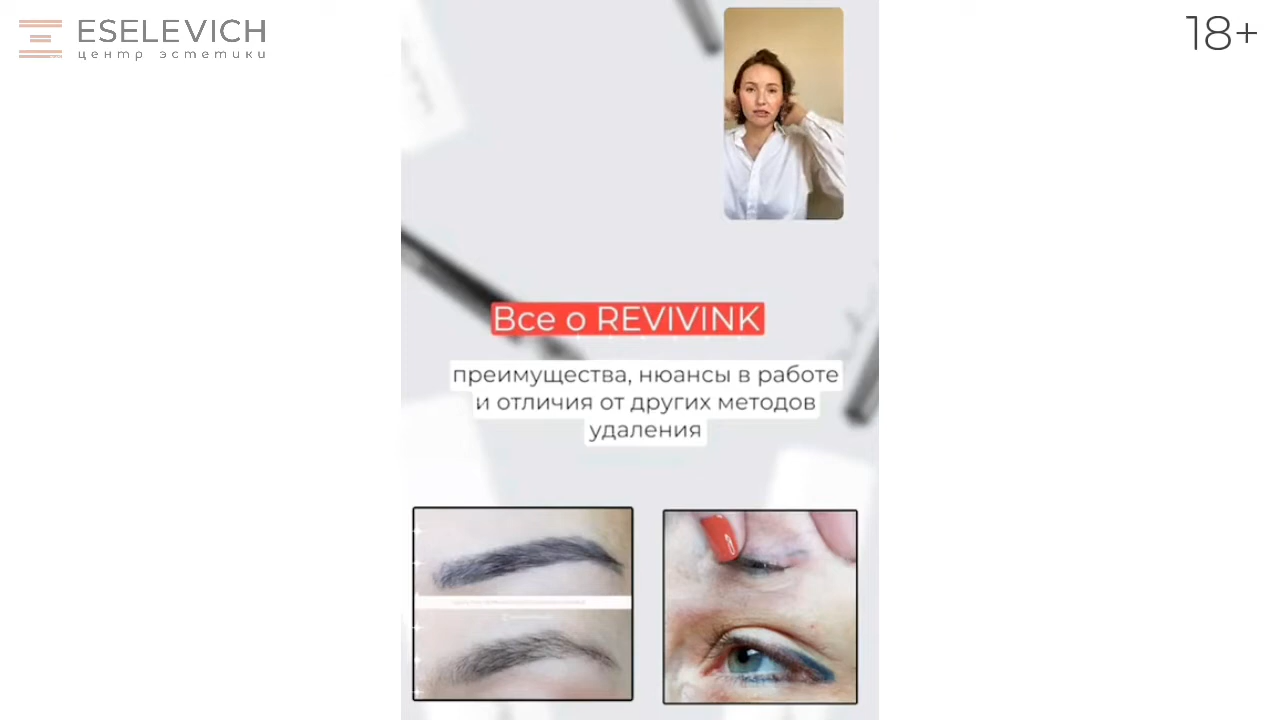 ESELEVICH
центр эстетики
18+
Все о REVIVINK
преимущества, нюансы в работе
и отличия от других методов
удаления